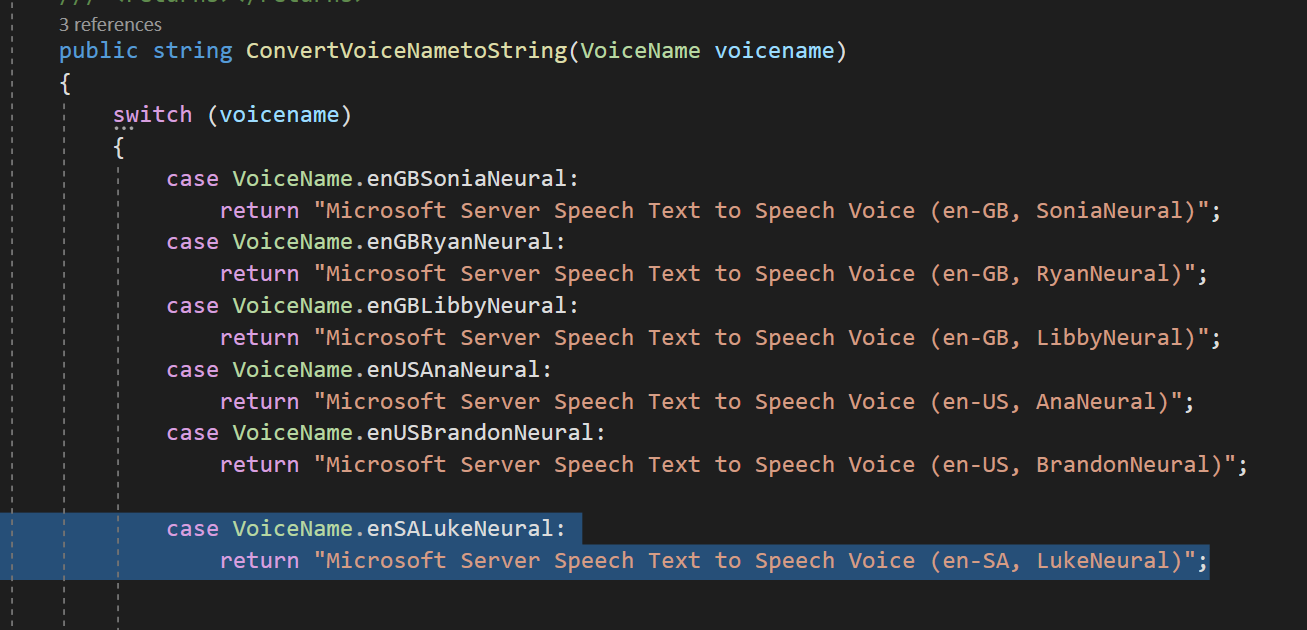 3 references
public string ConvertVoiceNametoString(VoiceName voicename)
{
switch (voicename)
{
case VoiceName.enGBSoniaNeural:
return "Microsoft Server Speech Text to Speech Voice (en-GB, SoniaNeural)";
case VoiceName.enGBRyanNeural:
return "Microsoft Server Speech Text to Speech Voice (en-GB, RyanNeural)";
case VoiceName.enGBLibbyNeural:
return "Microsoft Server Speech Text to Speech Voice (en-GB, LibbyNeural)";
case VoiceName.enUSAnaNeural:
return "Microsoft Server Speech Text to Speech Voice (en-US, AnaNeural)";
case VoiceName.enUSBrandonNeural:
return "Microsoft Server Speech Text to Speech Voice (en-US, BrandonNeural)";
case VoiceName.enSALukeNeural:
return "Microsoft Server Speech Text to Speech Voice (en-SA, LukeNeural)";